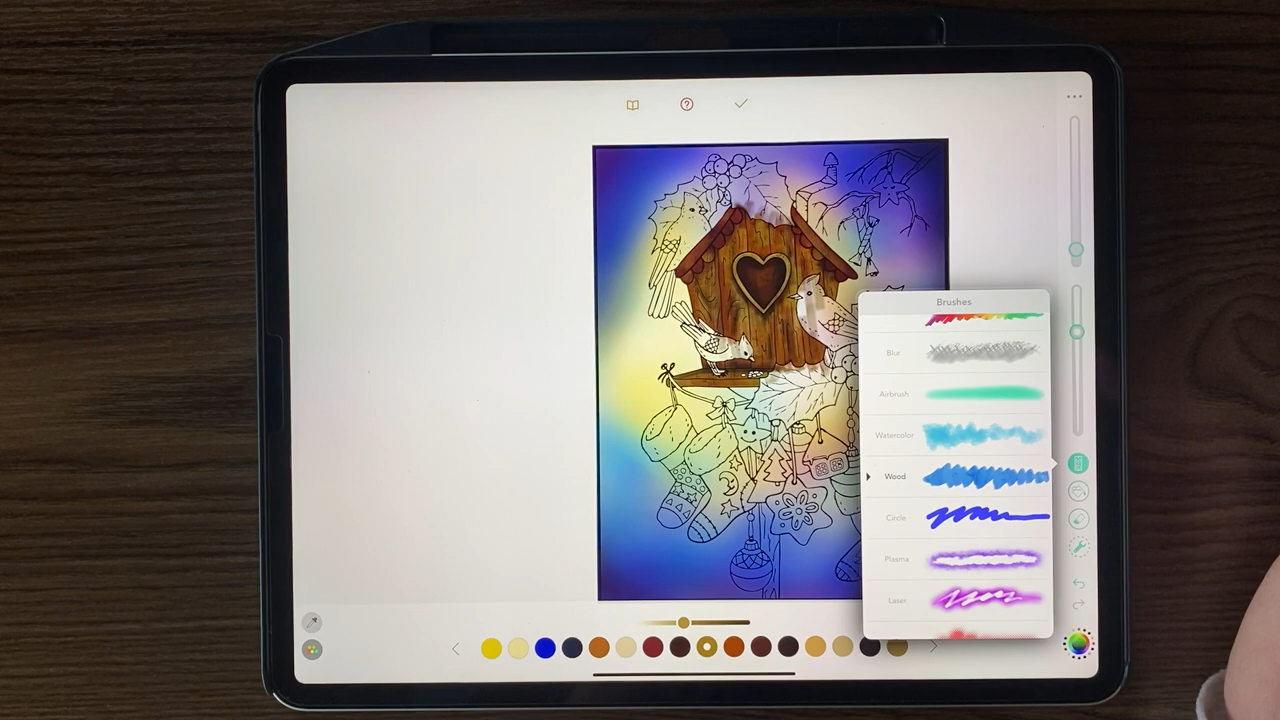 Brushes
Blur
Airbrush
Watercolor
Wood
Circle
Plasma
Laser